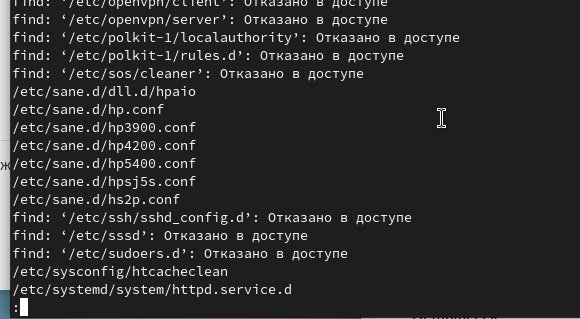 find: ‘/etc/openvpn/client’: Отказано в доступе
find: ‘/etc/openvpn/server’: Отказано в доступе
find: ‘/etc/polkit-1/localauthority’: Отказано в доступе
find: ‘/etc/polkit-1/rules.d’: Отказано в доступе
find: ‘/etc/sos/cleaner’: Отказано в доступе
/etc/sane.d/dll.d/hpaio
/etc/sane.d/hp.conf
/etc/sane.d/hp3900.conf
/etc/sane.d/hp4200.conf
/etc/sane.d/hp5400.conf
/etc/sane.d/hpsj5s.conf
/etc/sane.d/hs2p.conf
find: ‘/etc/ssh/sshd_config.d’: Отказано в доступе
find: ‘/etc/sssd’: Отказано в доступе
find: ‘/etc/sudoers.d’: Отказано в доступе
/etc/sysconfig/htcacheclean
/etc/systemd/system/httpd.service.d
: